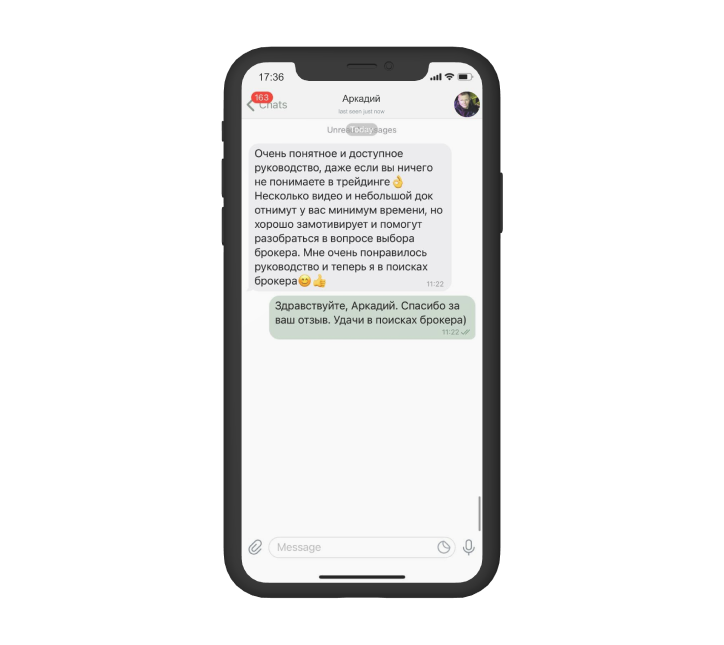 17:36
163
Chats
Аркадий
last seen just now
Today
Очень понятное и доступное
руководство, даже если вы ничего
не понимаете в трейдинге👌
Несколько видео и небольшой док
отнимут у вас минимум времени, но
хорошо замотивирует и помогут
разобраться в вопросе выбора
брокера. Мне очень понравилось
руководство и теперь я в поисках
брокера😊👍
11:22
Здравствуйте, Аркадий. Спасибо за
ваш отзыв. Удачи в поисках брокера)
11:22
Message